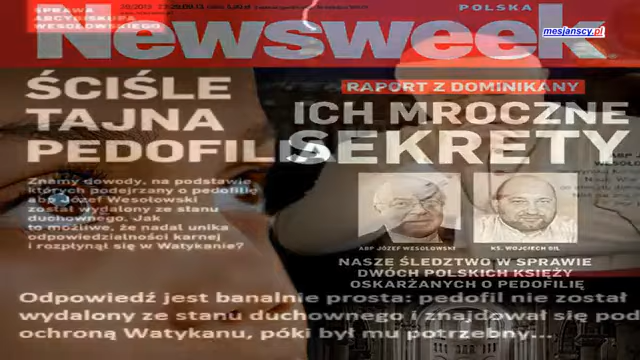 SPRAWA
ARCYBISKUPA
WESOŁOWSKIEGO
Newsweek
POLSKA
mesjanscy.pl
ŚCIŚLE
TAJNA
PEDOFILIA
Znamy dowody, na podstawie
których podejrzany o pedofilię
abp Józef Wesołowski
został wydalony ze stanu
duchownego. Jak
to możliwe, że nadal unika
odpowiedzialności karnej
i rozpłynął się w Watykanie?
RAPORT Z DOMINIKANY
ICH MROCZNE
SEKRETY
ABP JÓZEF WESOŁOWSKI
KS. WOJCIECH GIL
NASZE ŚLEDZTWO W SPRAWIE
DWÓCH POLSKICH KSIĘŻY
OSKARŻANYCH O PEDOFILIĘ
Odpowiedź jest banalnie prosta: pedofil nie został
wydalony ze stanu duchownego i znajdował się pod
ochroną Watykanu, póki był mu potrzebny...